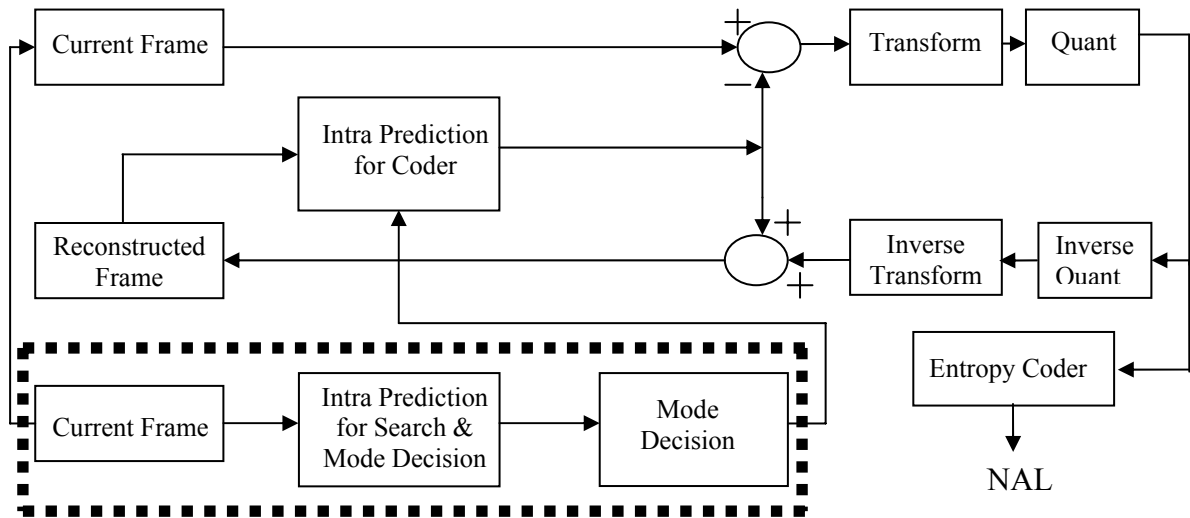 Current Frame
+
Transform
Quant
−
Intra Prediction
for Coder
Reconstructed
Frame
+
+
Inverse
Transform
Inverse
Quant
Entropy Coder
NAL
Current Frame
Intra Prediction
for Search &
Mode Decision
Mode
Decision